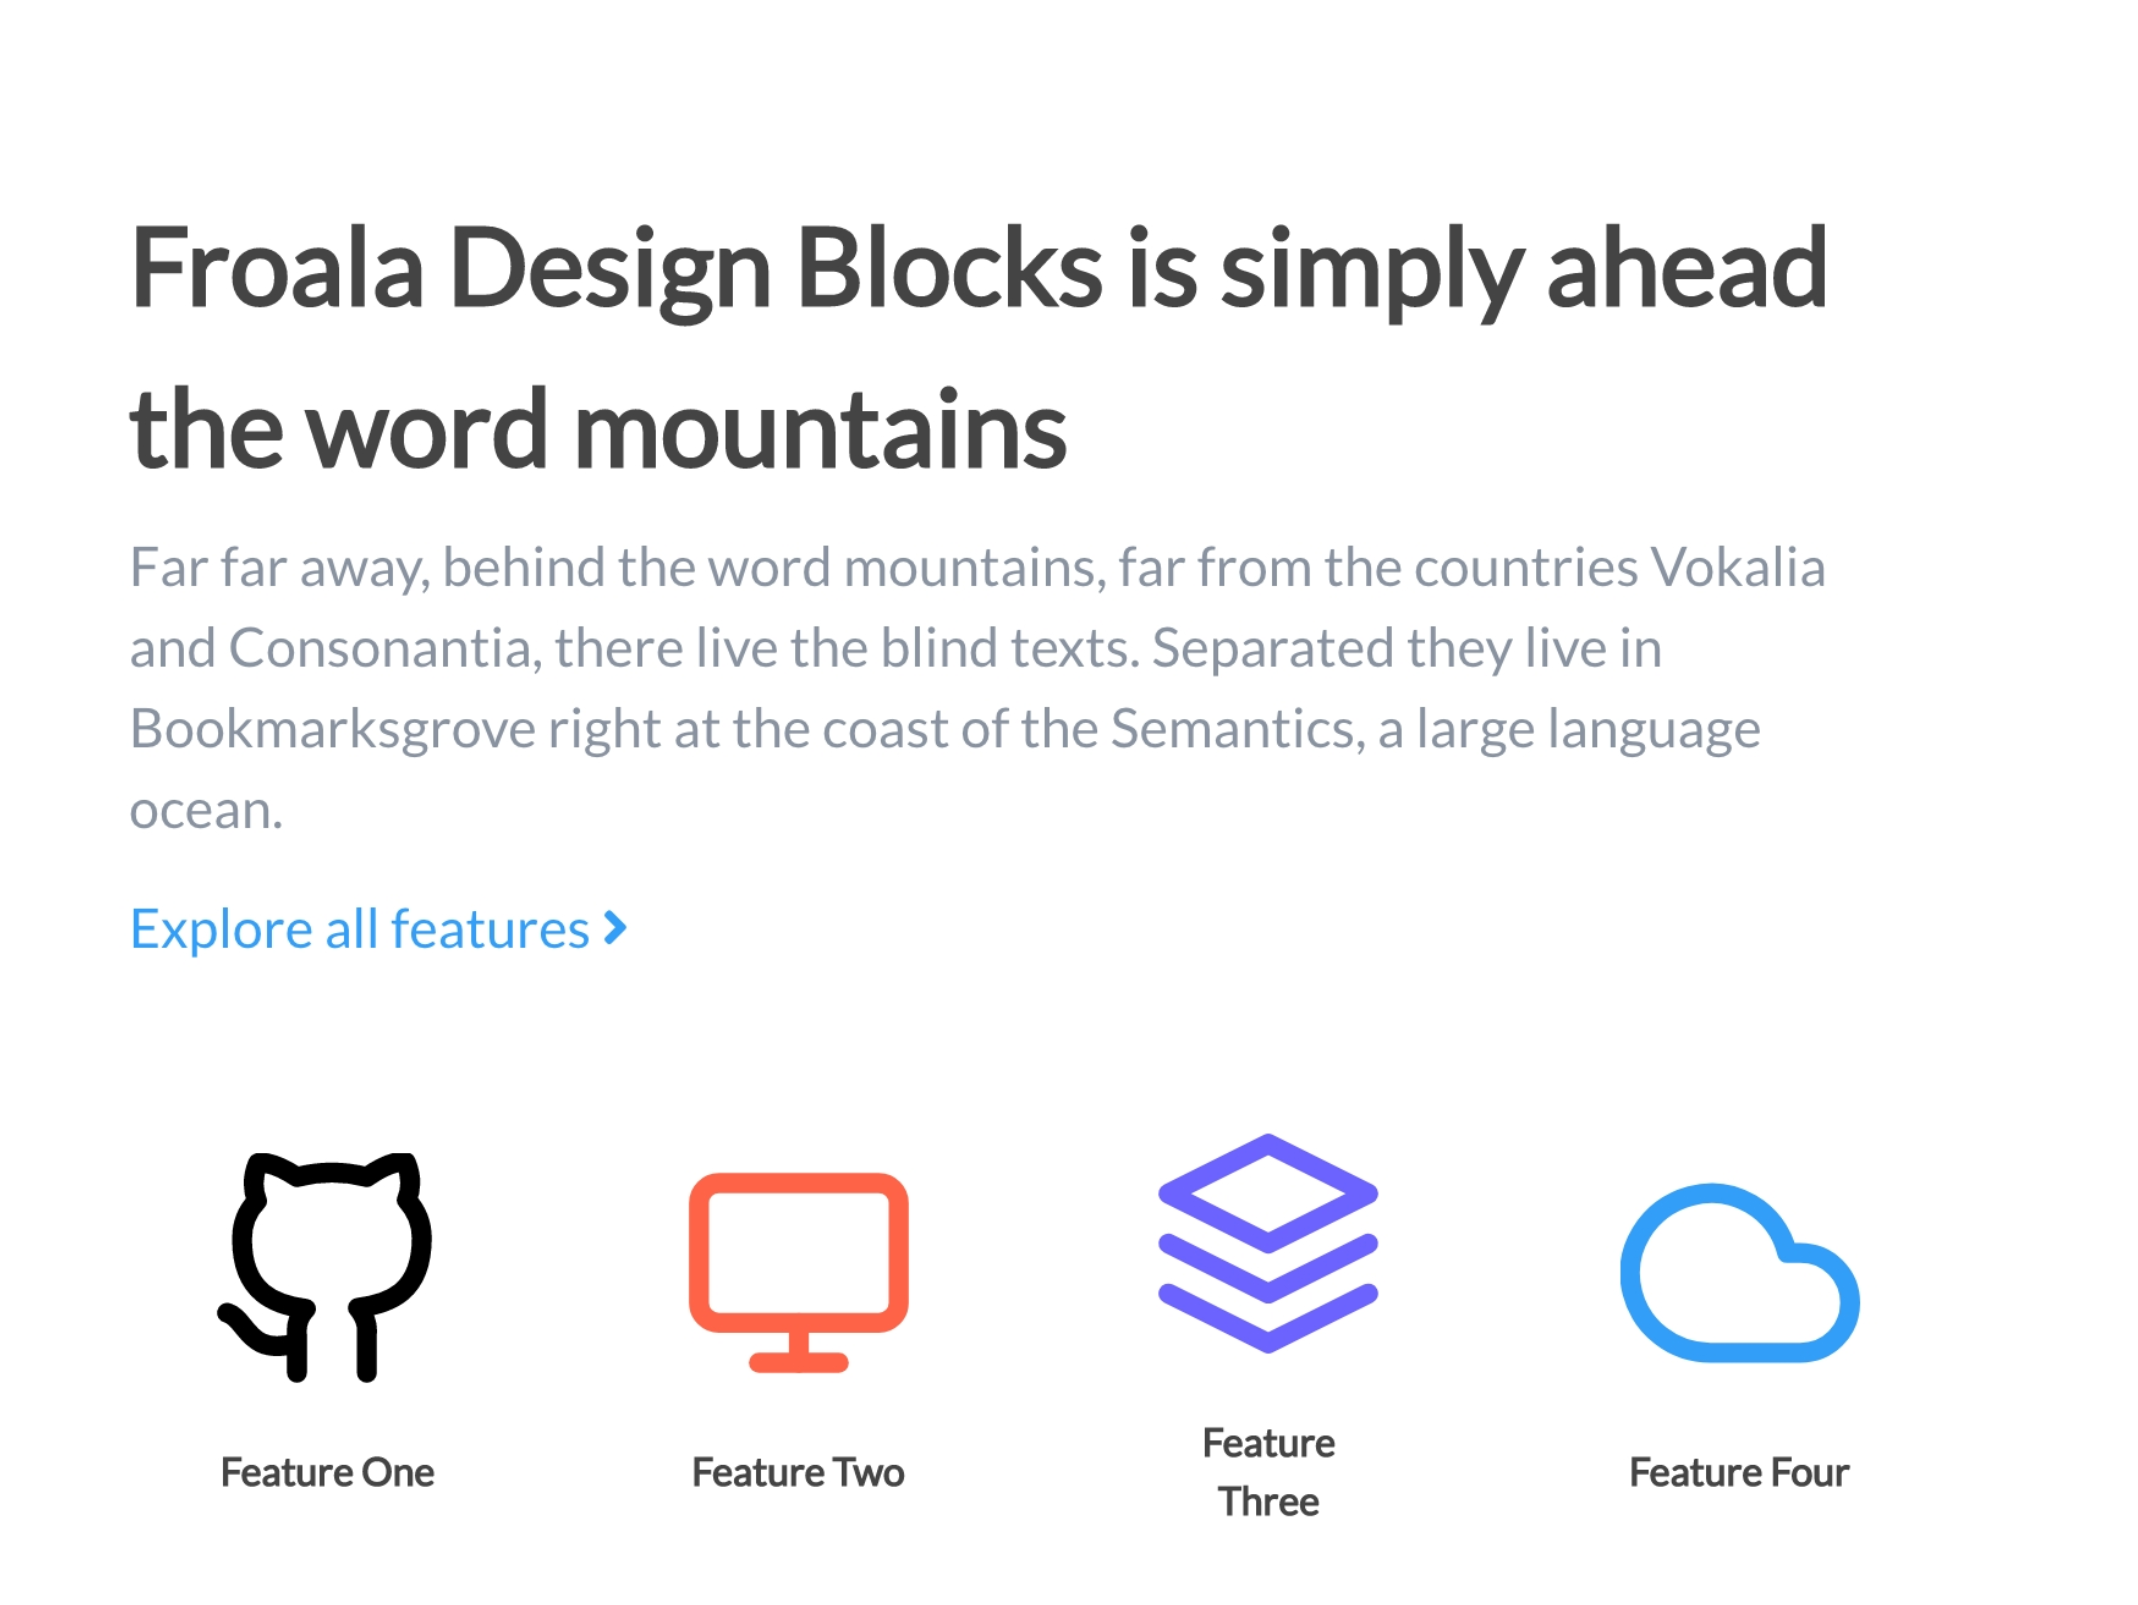 Froala Design Blocks is simply ahead
the word mountains
Far far away, behind the word mountains, far from the countries Vokalia
and Consonantia, there live the blind texts. Separated they live in
Bookmarksgrove right at the coast of the Semantics, a large language
ocean.
Explore all features
Feature One
Feature Two
Feature
Three
Feature Four